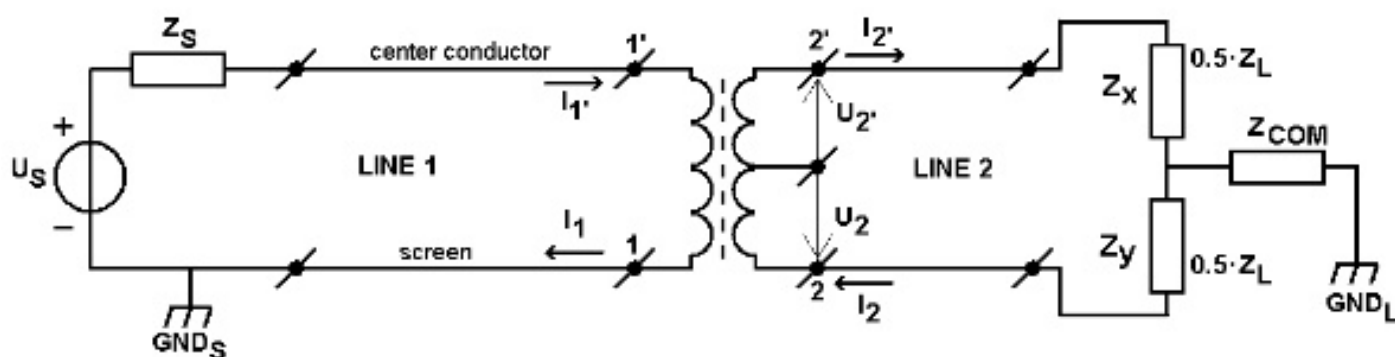 Z_S
center conductor
1'
2'
I_2'
0.5·Z_L
I_1'
Z_X
U_2'
+
Z_COM
U_S
LINE 1
LINE 2
−
I_1
U_2
1
Z_y
0.5·Z_L
screen
2
I_2
GND_S
GND_L